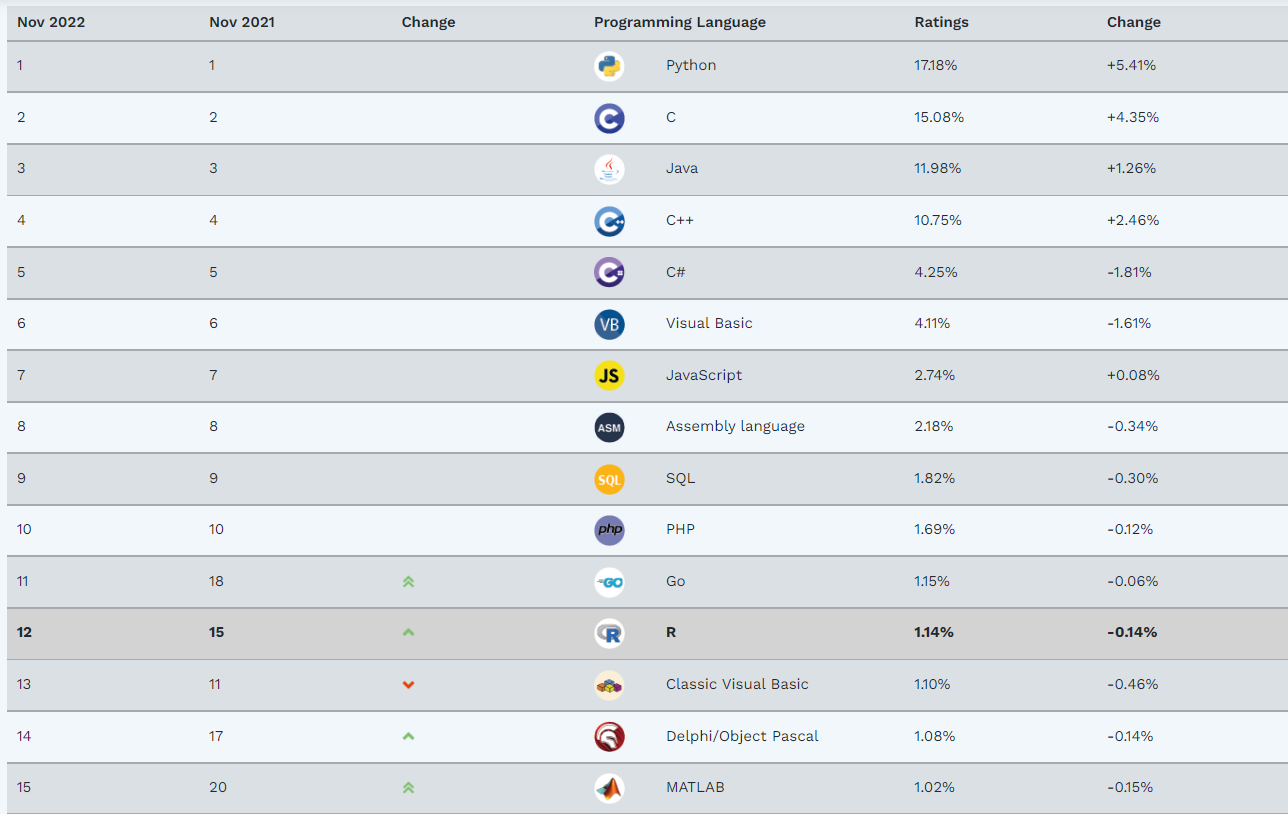 Nov 2022 Nov 2021 Change Programming Language Ratings Change
1 1 Python 17.18% +5.41%
2 2 C 15.08% +4.35%
3 3 Java 11.98% +1.26%
4 4 C++ 10.75% +2.46%
5 5 C# 4.25% -1.81%
6 6 VB Visual Basic 4.11% -1.61%
7 7 JS JavaScript 2.74% +0.08%
8 8 ASM Assembly language 2.18% -0.34%
9 9 SQL SQL 1.82% -0.30%
10 10 php PHP 1.69% -0.12%
11 18 GO Go 1.15% -0.06%
12 15 R R 1.14% -0.14%
13 11 Classic Visual Basic 1.10% -0.46%
14 17 Delphi/Object Pascal 1.08% -0.14%
15 20 MATLAB 1.02% -0.15%